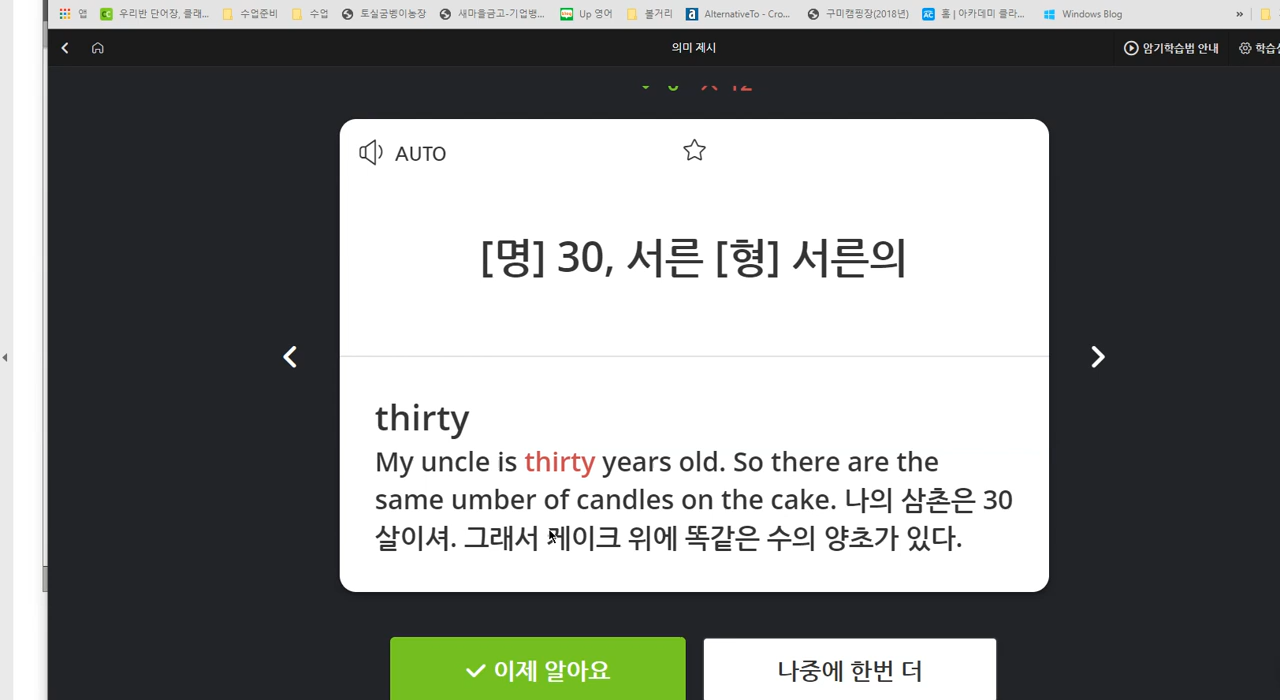 앱 우리반 단어장, 클래... 수업준비 수업 토실굼벵이농장 새마을금고-기업뱅... Up 영어 볼거리 AlternativeTo - Cro... 구미캠핑장(2018년) 홈 | 아카데미 클라... Windows Blog »
의미 제시 암기학습법 안내
AUTO
[명] 30, 서른 [형] 서른의
thirty
My uncle is thirty years old. So there are the
same umber of candles on the cake. 나의 삼촌은 30
살이셔. 그래서 케이크 위에 똑같은 수의 양초가 있다.
이제 알아요 나중에 한번 더